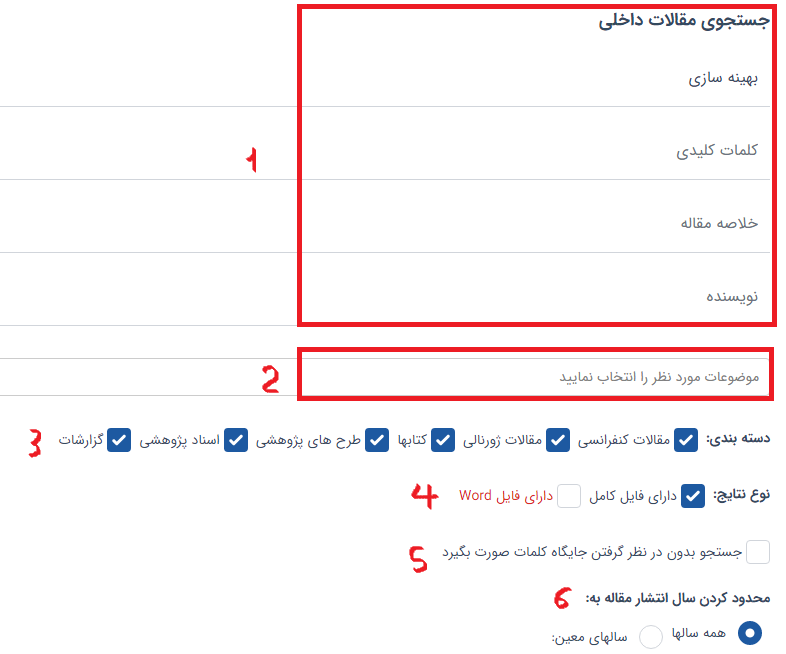 جستجوی مقالات داخلی
بهینه سازی
1
کلمات کلیدی
خلاصه مقاله
نویسنده
موضوعات مورد نظر را انتخاب نمایید 2
دسته بندی: مقالات کنفرانسی مقالات ژورنالی کتابها طرح های پژوهشی اسناد پژوهشی گزارشات 3
نوع نتایج: دارای فایل کامل دارای فایل Word 4
جستجو بدون در نظر گرفتن جایگاه کلمات صورت بگیرد 5
محدود کردن سال انتشار مقاله به: 6
همه سالها سالهای معین: